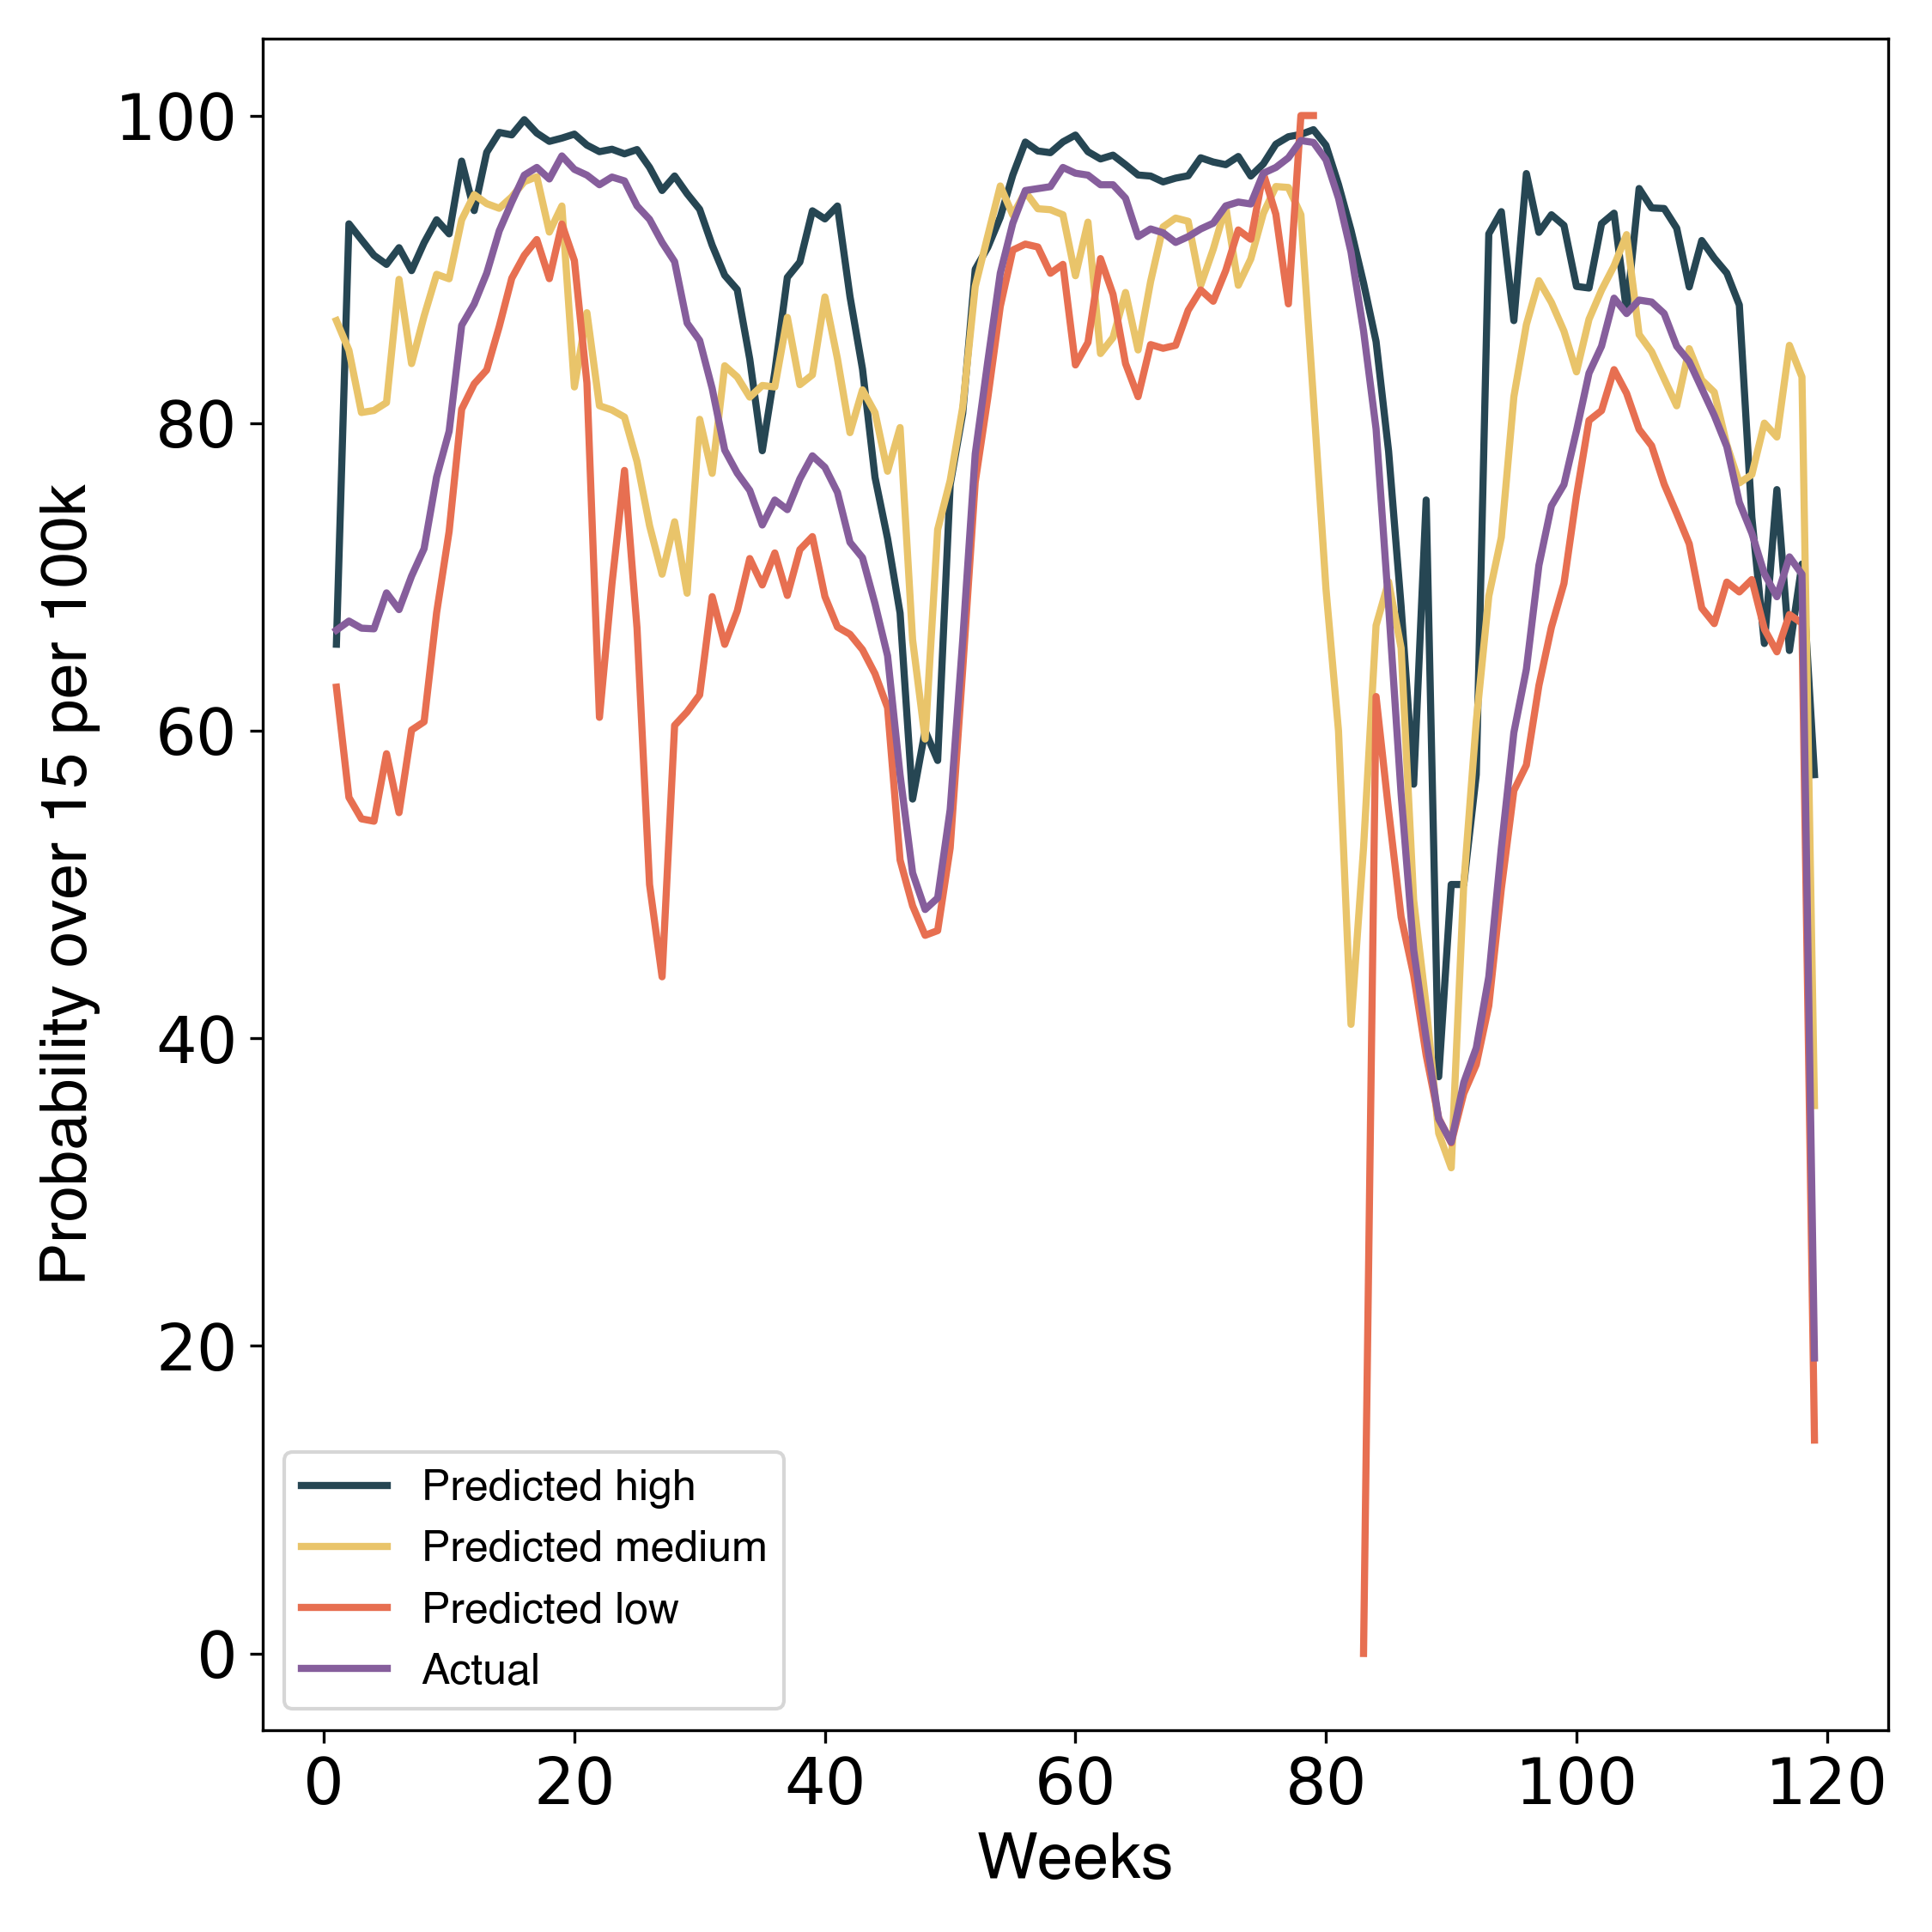 Probability over 15 per 100k
100
80
60
40
20
0
Predicted high
Predicted medium
Predicted low
Actual
0 20 40 60 80 100 120
Weeks